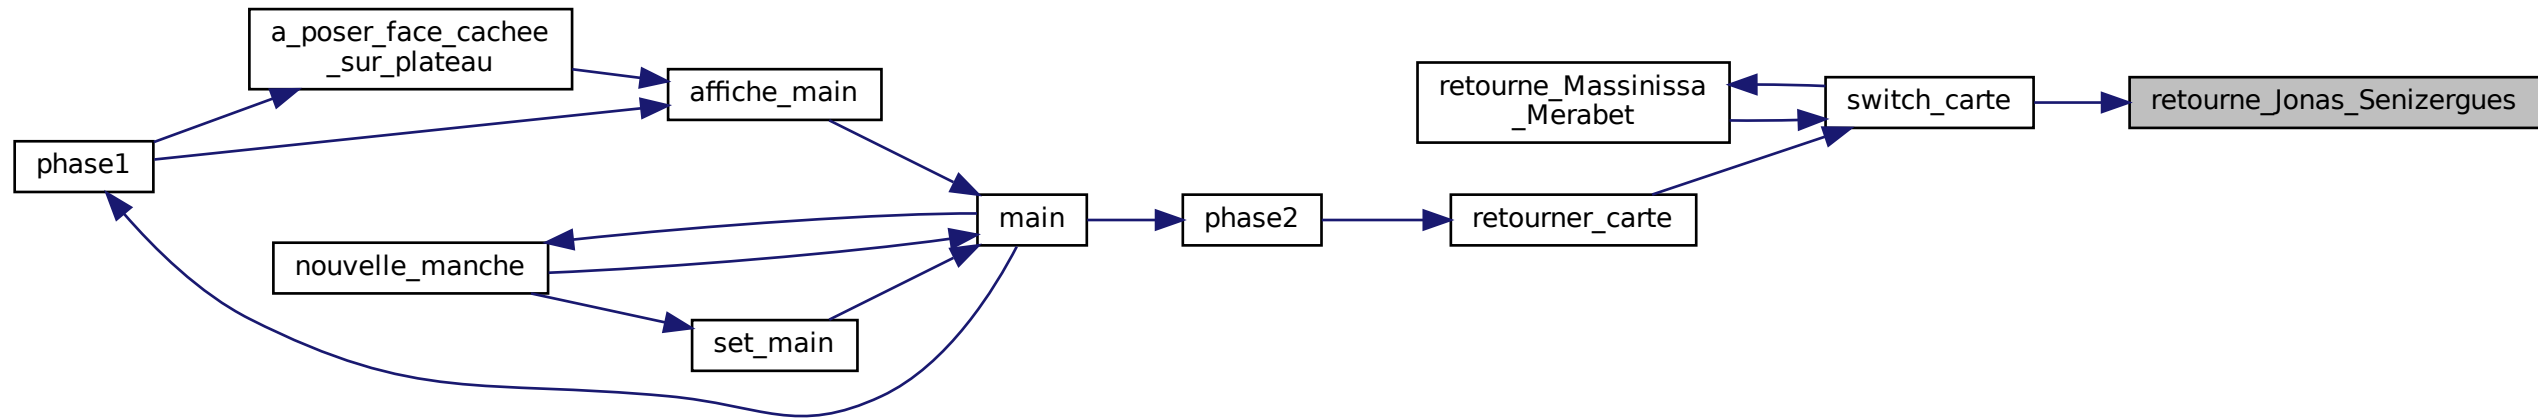 a_poser_face_cachee
_sur_plateau
affiche_main
phase1
nouvelle_manche
set_main
main
phase2
retourne_Massinissa
_Merabet
retourner_carte
switch_carte
retourne_Jonas_Senizergues